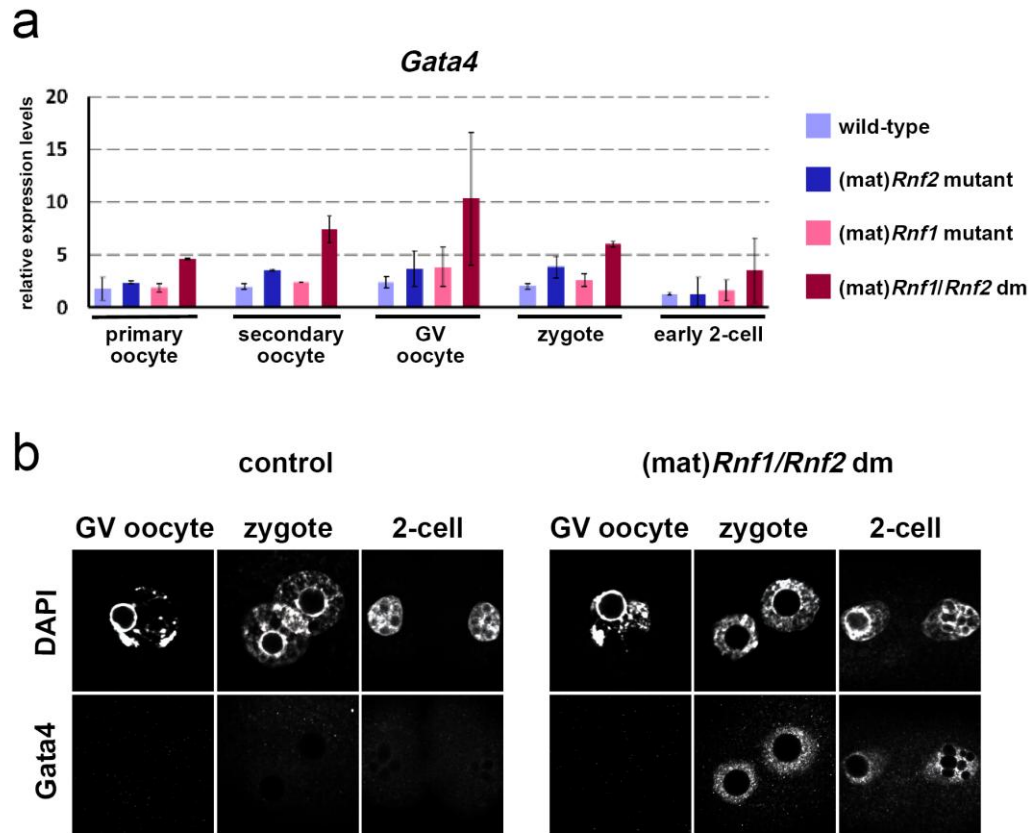 a
Gata4
relative expression levels
20
15
10
5
0
primary
oocyte
secondary
oocyte
GV
oocyte
zygote
early 2-cell
wild-type
(mat)Rnf2 mutant
(mat)Rnf1 mutant
(mat)Rnf1/Rnf2 dm
b
control
(mat)Rnf1/Rnf2 dm
GV oocyte
zygote
2-cell
GV oocyte
zygote
2-cell
DAPI
Gata4